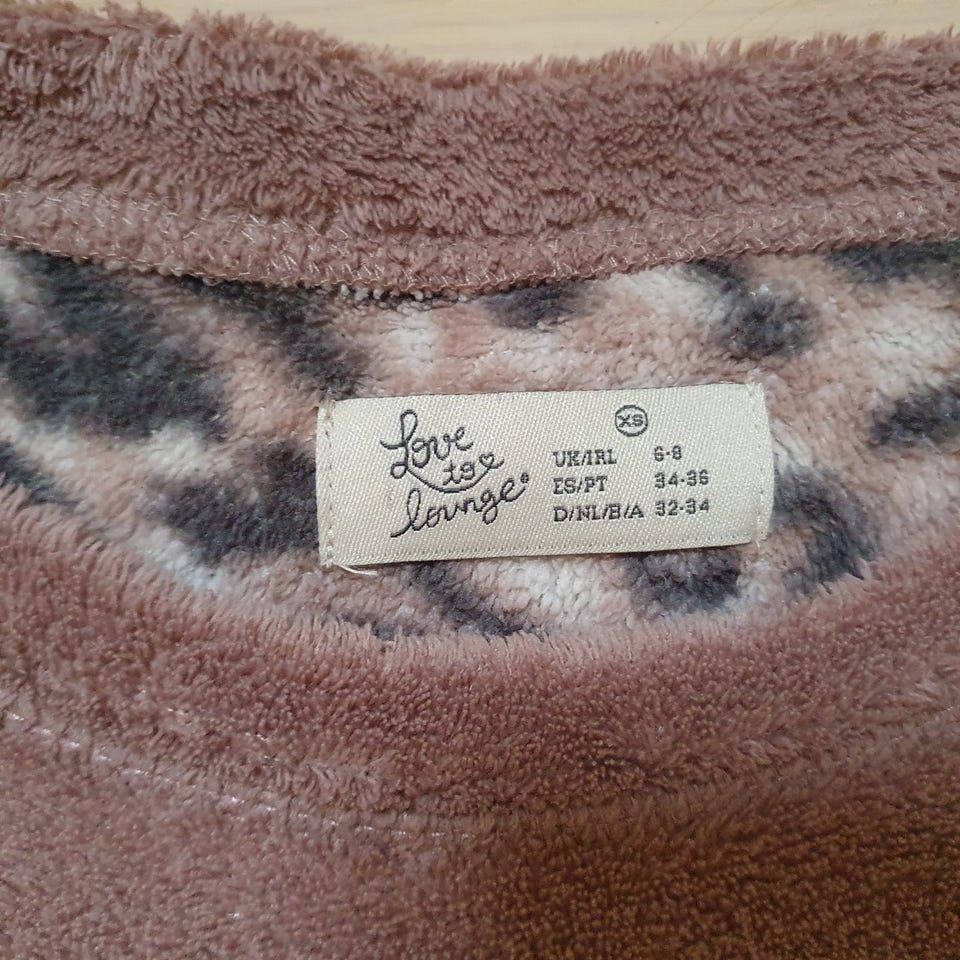 Love
to
lounge®
XS
UK/IRL 6-8
ES/PT 34-36
D/NL/B/A 32-34